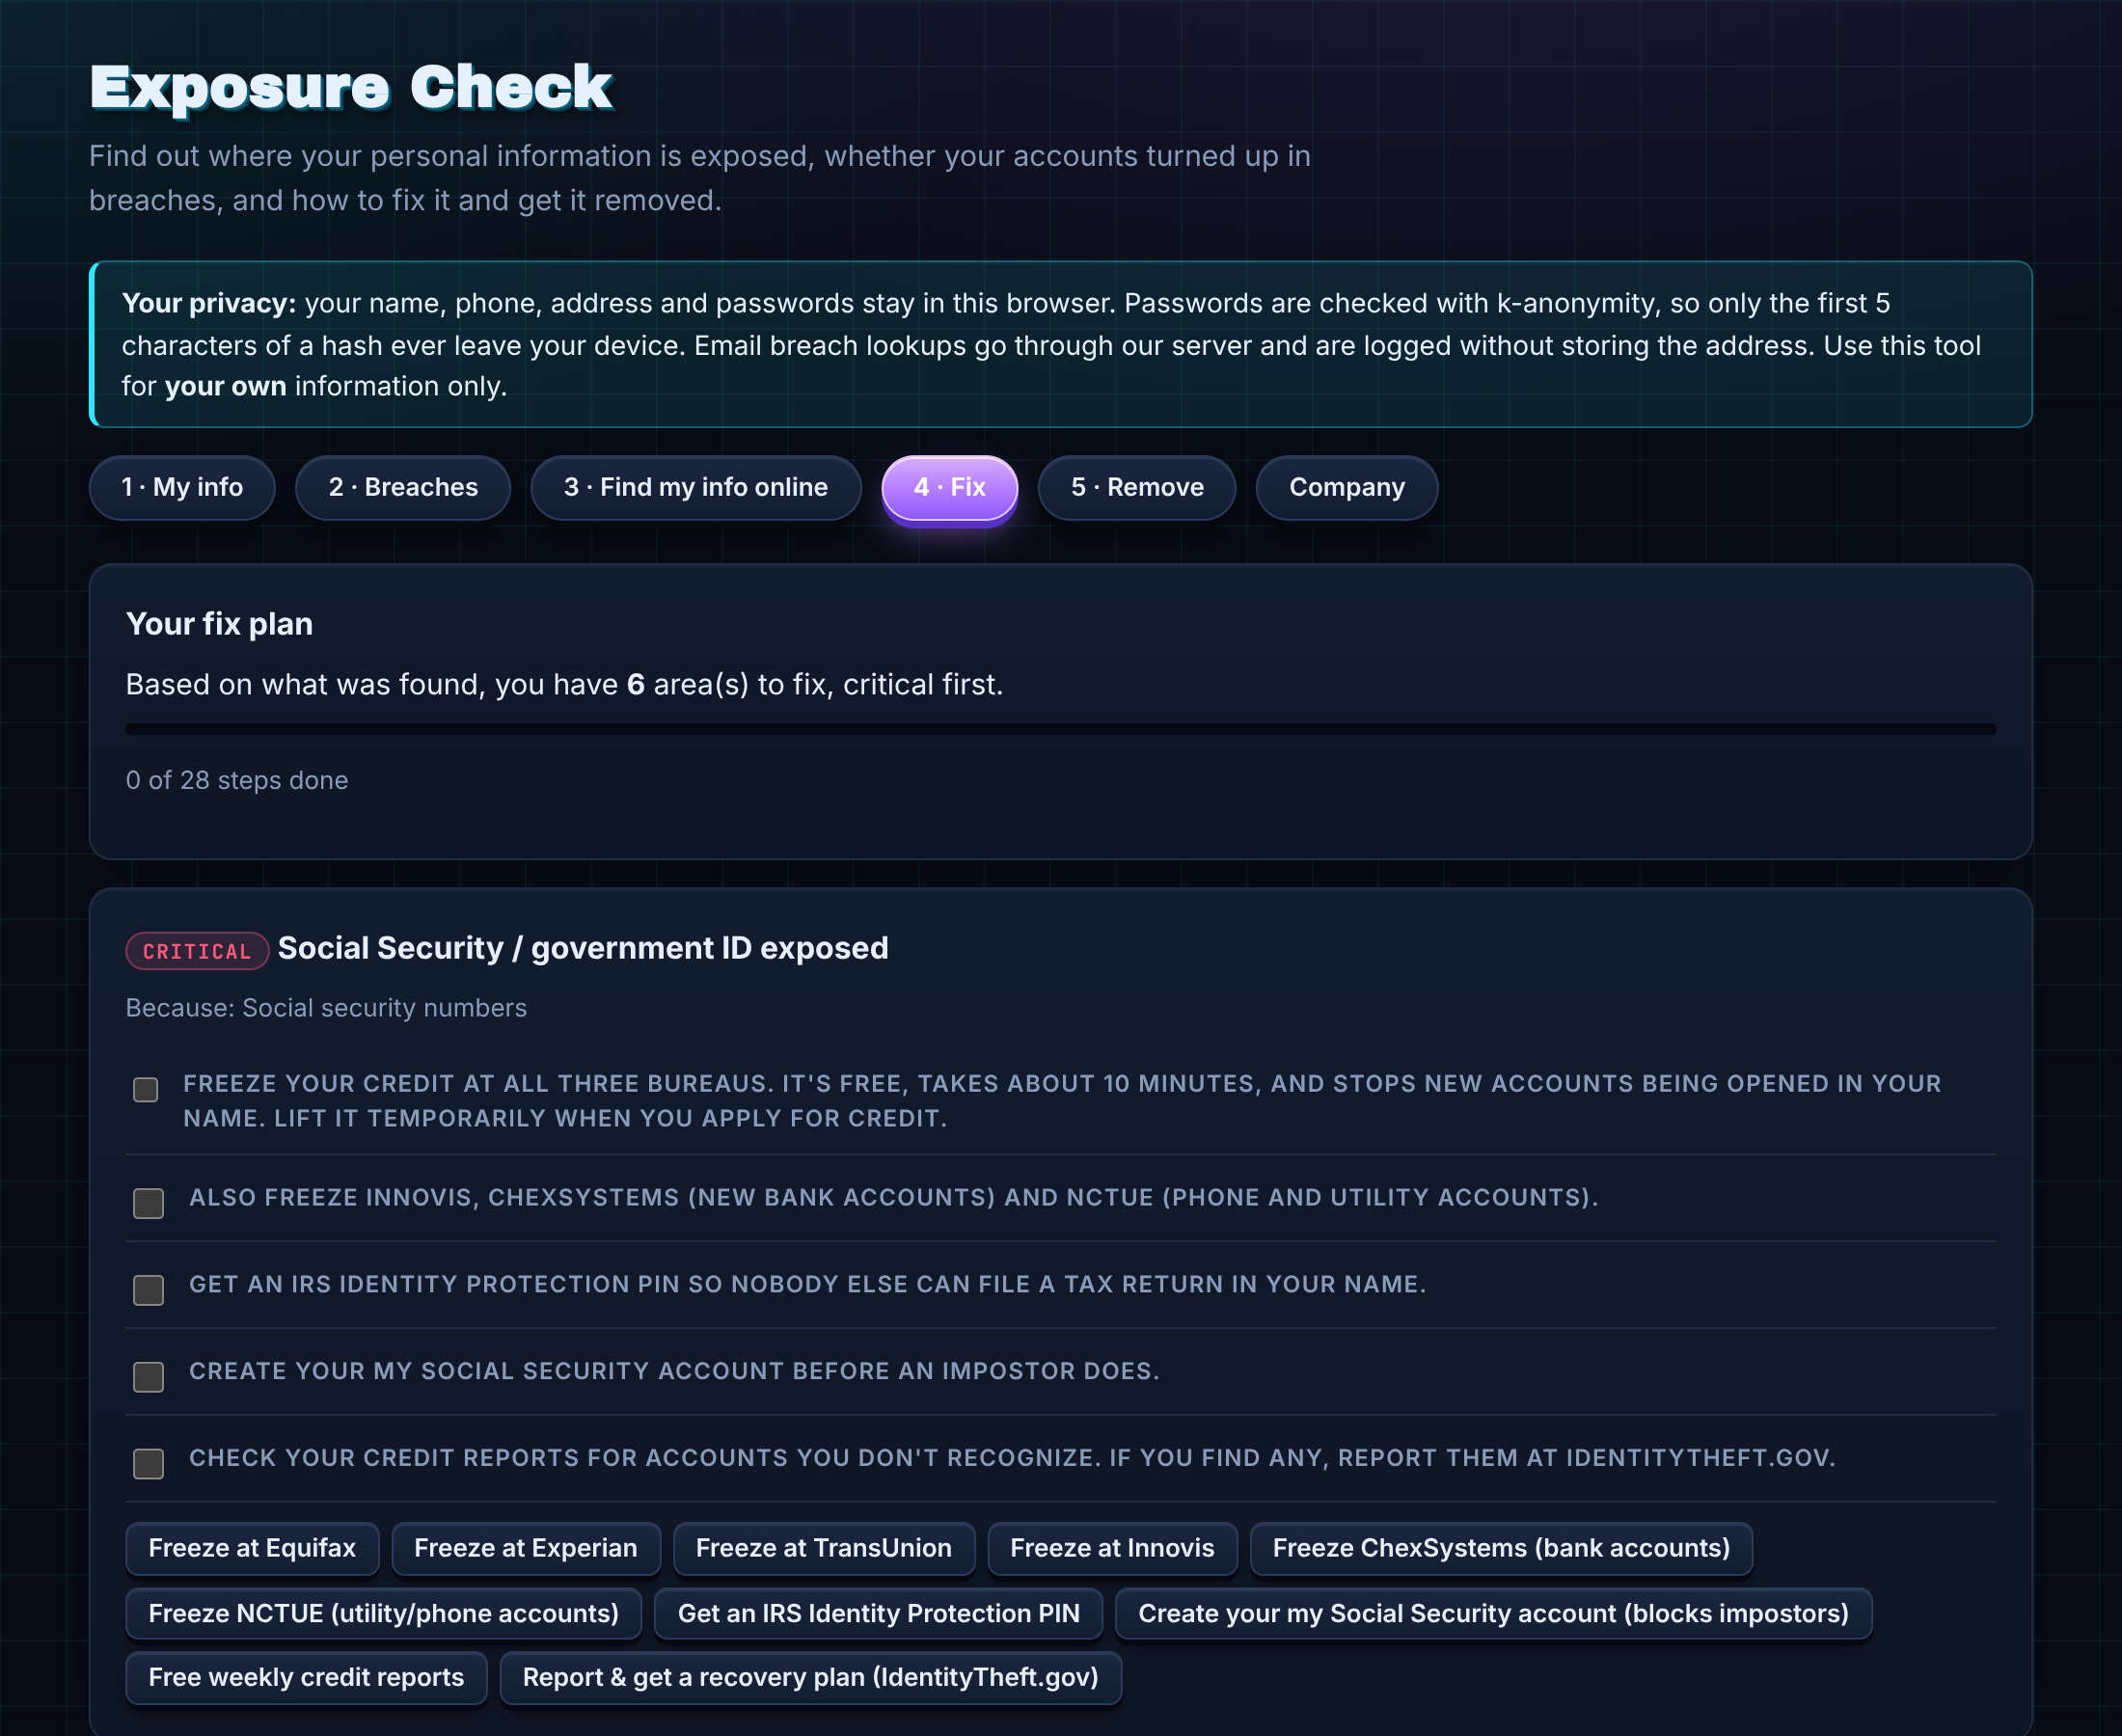 Exposure Check
Find out where your personal information is exposed, whether your accounts turned up in
breaches, and how to fix it and get it removed.
Your privacy: your name, phone, address and passwords stay in this browser. Passwords are checked with k-anonymity, so only the first 5
characters of a hash ever leave your device. Email breach lookups go through our server and are logged without storing the address. Use this tool
for your own information only.
1 · My info
2 · Breaches
3 · Find my info online
4 · Fix
5 · Remove
Company
Your fix plan
Based on what was found, you have 6 area(s) to fix, critical first.
0 of 28 steps done
CRITICAL Social Security / government ID exposed
Because: Social security numbers
FREEZE YOUR CREDIT AT ALL THREE BUREAUS. IT'S FREE, TAKES ABOUT 10 MINUTES, AND STOPS NEW ACCOUNTS BEING OPENED IN YOUR
NAME. LIFT IT TEMPORARILY WHEN YOU APPLY FOR CREDIT.
ALSO FREEZE INNOVIS, CHEXSYSTEMS (NEW BANK ACCOUNTS) AND NCTUE (PHONE AND UTILITY ACCOUNTS).
GET AN IRS IDENTITY PROTECTION PIN SO NOBODY ELSE CAN FILE A TAX RETURN IN YOUR NAME.
CREATE YOUR MY SOCIAL SECURITY ACCOUNT BEFORE AN IMPOSTOR DOES.
CHECK YOUR CREDIT REPORTS FOR ACCOUNTS YOU DON'T RECOGNIZE. IF YOU FIND ANY, REPORT THEM AT IDENTITYTHEFT.GOV.
Freeze at Equifax
Freeze at Experian
Freeze at TransUnion
Freeze at Innovis
Freeze ChexSystems (bank accounts)
Freeze NCTUE (utility/phone accounts)
Get an IRS Identity Protection PIN
Create your my Social Security account (blocks impostors)
Free weekly credit reports
Report & get a recovery plan (IdentityTheft.gov)